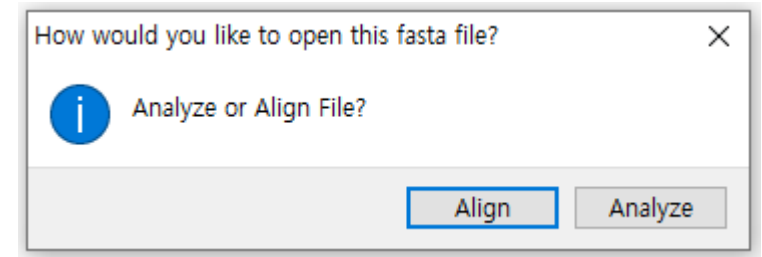 How would you like to open this fasta file?
Analyze or Align File?
Align Analyze